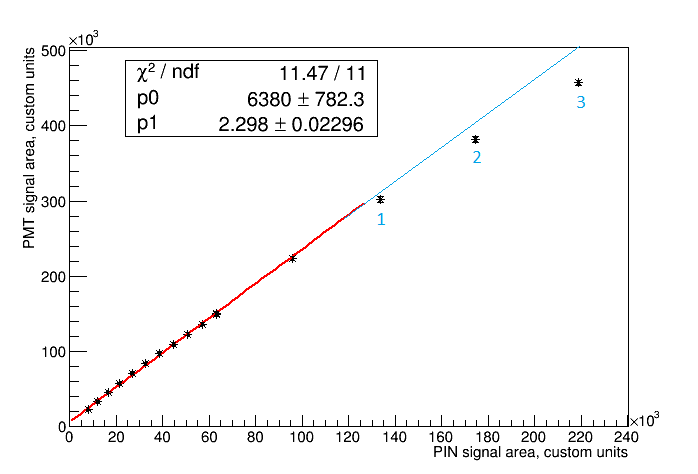 ×10³
500
400
300
200
100
0
PMT signal area, custom units
χ² / ndf 11.47 / 11
p0 6380 ± 782.3
p1 2.298 ± 0.02296
1
2
3
0 20 40 60 80 100 120 140 160 180 200 220 240
×10³
PIN signal area, custom units